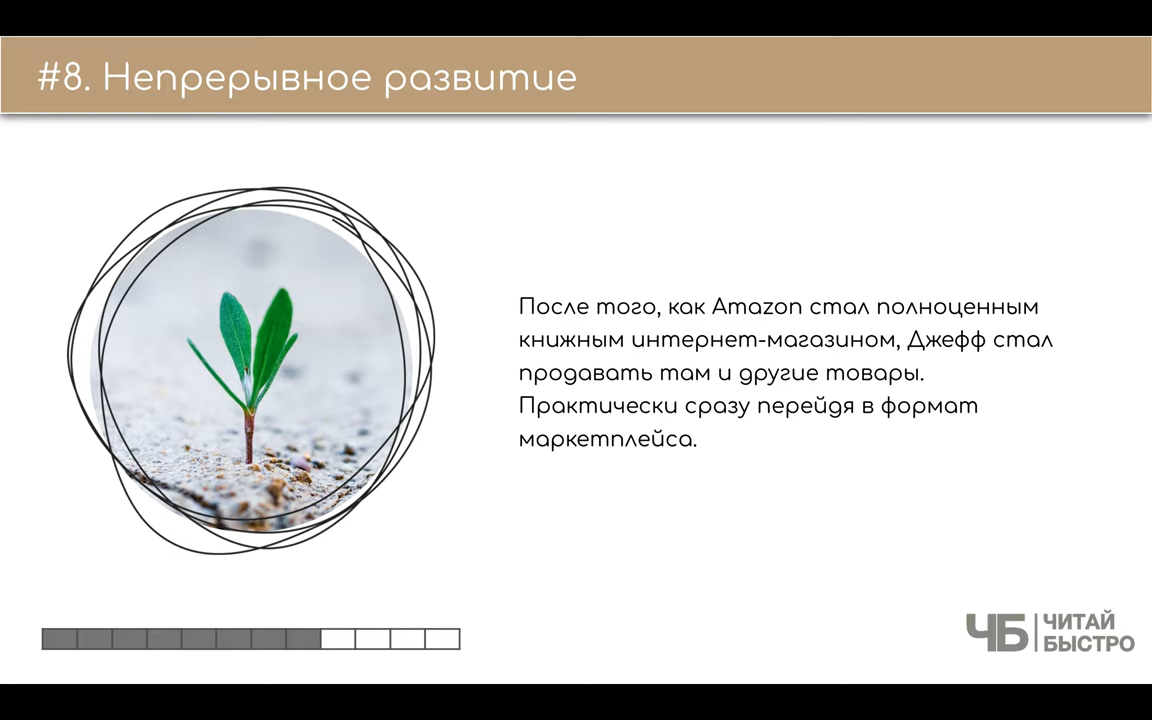 #8. Непрерывное развитие
После того, как Amazon стал полноценным
книжным интернет-магазином, Джефф стал
продавать там и другие товары.
Практически сразу перейдя в формат
маркетплейса.
ЧБ
ЧИТАЙ
БЫСТРО